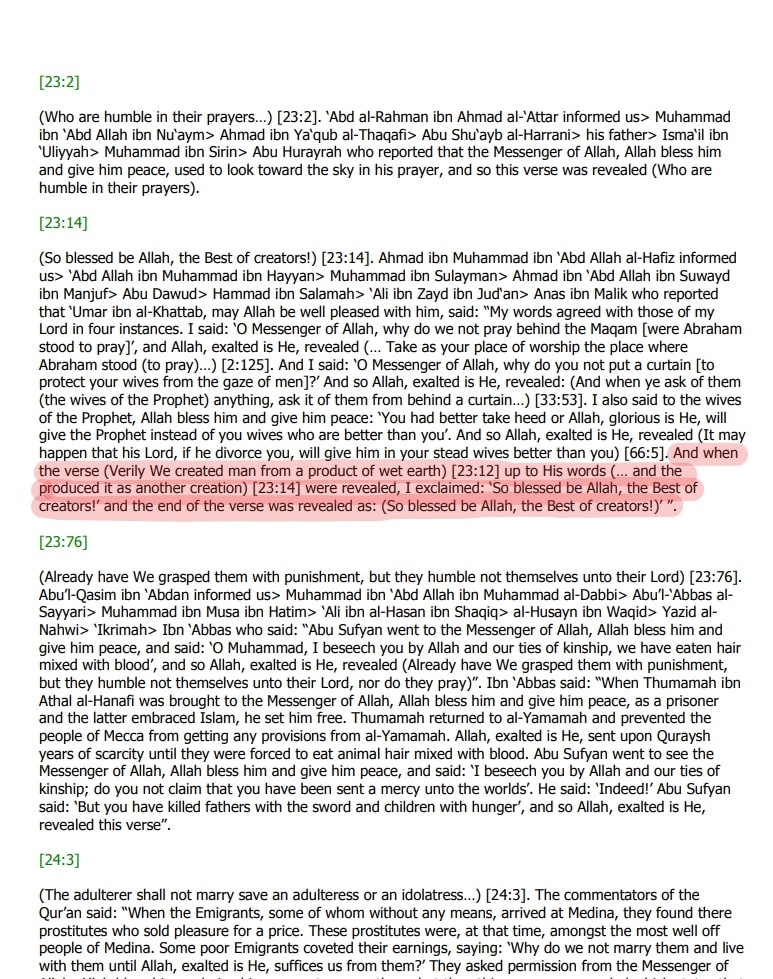 [23:2]
(Who are humble in their prayers…) [23:2]. ‘Abd al-Rahman ibn Ahmad al-‘Attar informed us> Muhammad
ibn ‘Abd Allah ibn Nu‘aym> Ahmad ibn Ya‘qub al-Thaqafi> Abu Shu‘ayb al-Harrani> his father> Isma‘il ibn
‘Uliyyah> Muhammad ibn Sirin> Abu Hurayrah who reported that the Messenger of Allah, Allah bless him
and give him peace, used to look toward the sky in his prayer, and so this verse was revealed (Who are
humble in their prayers).
[23:14]
(So blessed be Allah, the Best of creators!) [23:14]. Ahmad ibn Muhammad ibn ‘Abd Allah al-Hafiz informed
us> ‘Abd Allah ibn Muhammad ibn Hayyan> Muhammad ibn Sulayman> Ahmad ibn ‘Abd Allah ibn Suwayd
ibn Manjuf> Abu Dawud> Hammad ibn Salamah> ‘Ali ibn Zayd ibn Jud‘an> Anas ibn Malik who reported
that ‘Umar ibn al-Khattab, may Allah be well pleased with him, said: “My words agreed with those of my
Lord in four instances. I said: ‘O Messenger of Allah, why do we not pray behind the Maqam [were Abraham
stood to pray]’, and Allah, exalted is He, revealed (… Take as your place of worship the place where
Abraham stood (to pray)…) [2:125]. And I said: ‘O Messenger of Allah, why do you not put a curtain [to
protect your wives from the gaze of men]?’ And so Allah, exalted is He, revealed: (And when ye ask of them
(the wives of the Prophet) anything, ask it of them from behind a curtain…) [33:53]. I also said to the wives
of the Prophet, Allah bless him and give him peace: ‘You had better take heed or Allah, glorious is He, will
give the Prophet instead of you wives who are better than you’. And so Allah, exalted is He, revealed (It may
happen that his Lord, if he divorce you, will give him in your stead wives better than you) [66:5]. And when
the verse (Verily We created man from a product of wet earth) [23:12] up to His words (… and the
produced it as another creation) [23:14] were revealed, I exclaimed: ‘So blessed be Allah, the Best of
creators!’ and the end of the verse was revealed as: (So blessed be Allah, the Best of creators!)’ ”.
[23:76]
(Already have We grasped them with punishment, but they humble not themselves unto their Lord) [23:76].
Abu’l-Qasim ibn ‘Abdan informed us> Muhammad ibn ‘Abd Allah ibn Muhammad al-Dabbi> Abu’l-‘Abbas al-
Sayyari> Muhammad ibn Musa ibn Hatim> ‘Ali ibn al-Hasan ibn Shaqiq> al-Husayn ibn Waqid> Yazid al-
Nahwi> ‘Ikrimah> Ibn ‘Abbas who said: “Abu Sufyan went to the Messenger of Allah, Allah bless him and
give him peace, and said: ‘O Muhammad, I beseech you by Allah and our ties of kinship, we have eaten hair
mixed with blood’, and so Allah, exalted is He, revealed (Already have We grasped them with punishment,
but they humble not themselves unto their Lord, nor do they pray)”. Ibn ‘Abbas said: “When Thumamah ibn
Athal al-Hanafi was brought to the Messenger of Allah, Allah bless him and give him peace, as a prisoner
and the latter embraced Islam, he set him free. Thumamah returned to al-Yamamah and prevented the
people of Mecca from getting any provisions from al-Yamamah. Allah, exalted is He, sent upon Quraysh
years of scarcity until they were forced to eat animal hair mixed with blood. Abu Sufyan went to see the
Messenger of Allah, Allah bless him and give him peace, and said: ‘I beseech you by Allah and our ties of
kinship; do you not claim that you have been sent a mercy unto the worlds’. He said: ‘Indeed!’ Abu Sufyan
said: ‘But you have killed fathers with the sword and children with hunger’, and so Allah, exalted is He,
revealed this verse”.
[24:3]
(The adulterer shall not marry save an adulteress or an idolatress…) [24:3]. The commentators of the
Qur’an said: “When the Emigrants, some of whom without any means, arrived at Medina, they found there
prostitutes who sold pleasure for a price. These prostitutes were, at that time, amongst the most well off
people of Medina. Some poor Emigrants coveted their earnings, saying: ‘Why do we not marry them and live
with them until Allah, exalted is He, suffices us from them?’ They asked permission from the Messenger of